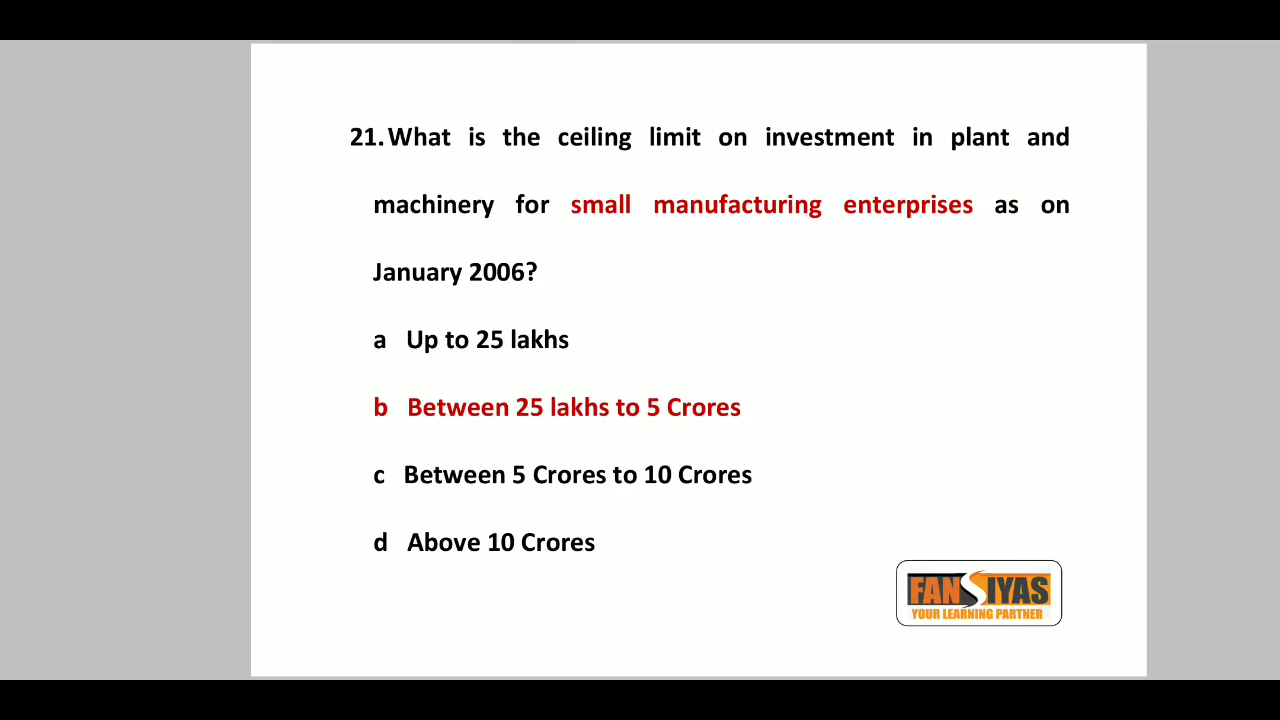 21. What is the ceiling limit on investment in plant and
machinery for small manufacturing enterprises as on
January 2006?
a Up to 25 lakhs
b Between 25 lakhs to 5 Crores
c Between 5 Crores to 10 Crores
d Above 10 Crores
FANSIYAS
YOUR LEARNING PARTNER